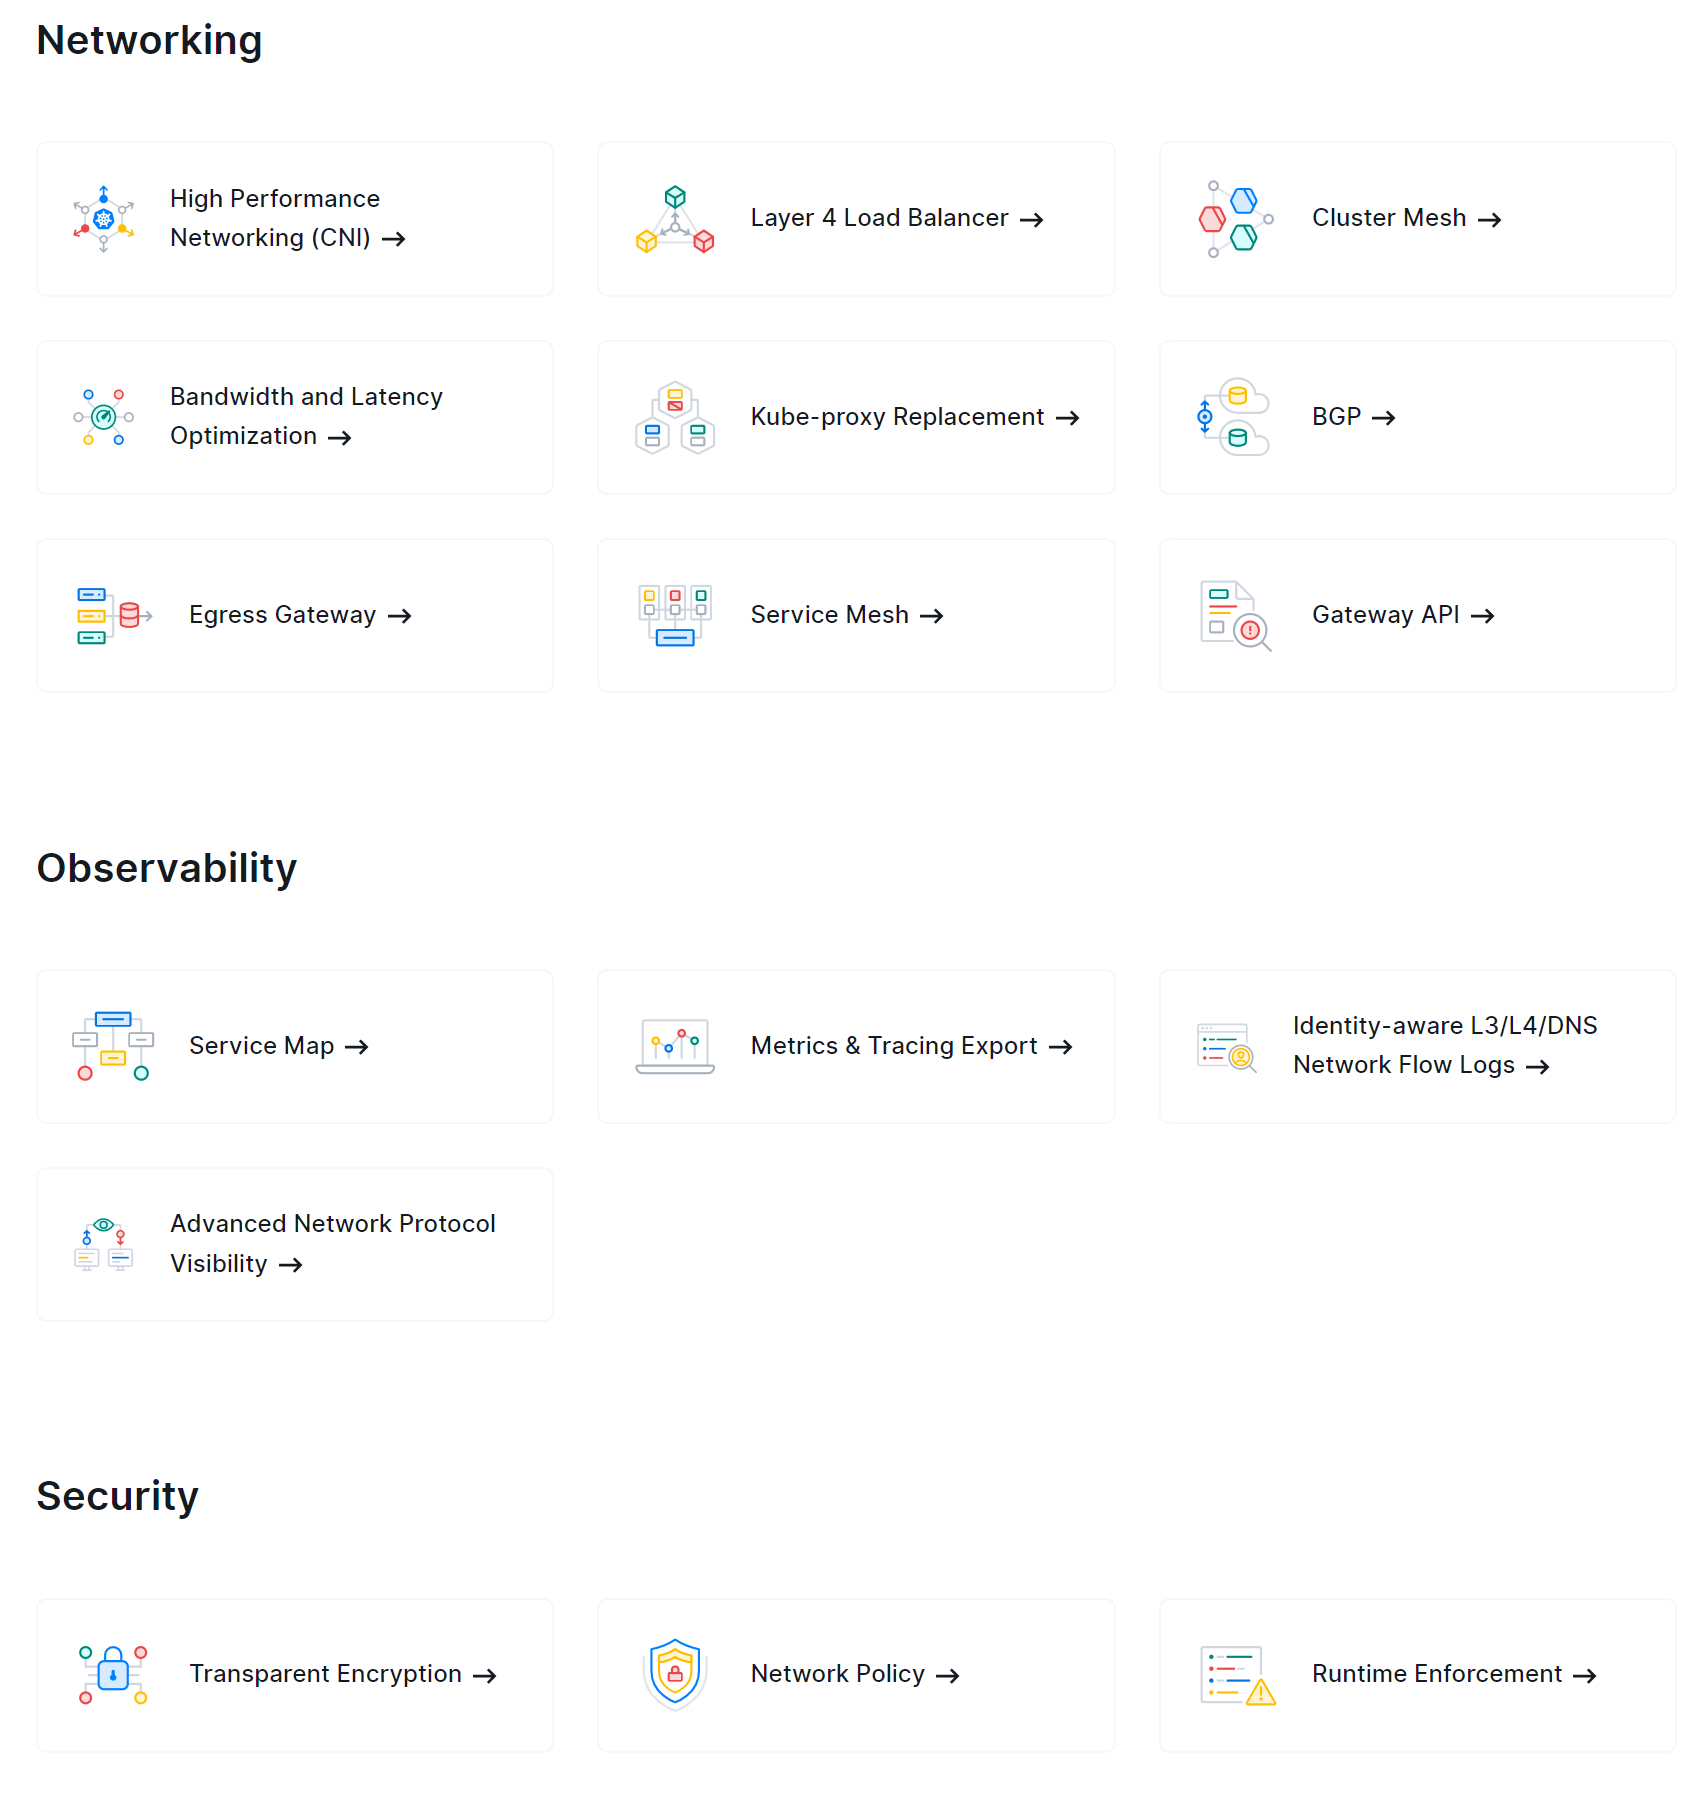 Networking
High Performance
Networking (CNI) →
Layer 4 Load Balancer →
Cluster Mesh →
Bandwidth and Latency
Optimization →
Kube-proxy Replacement →
BGP →
Egress Gateway →
Service Mesh →
Gateway API →
Observability
Service Map →
Metrics & Tracing Export →
Identity-aware L3/L4/DNS
Network Flow Logs →
Advanced Network Protocol
Visibility →
Security
Transparent Encryption →
Network Policy →
Runtime Enforcement →